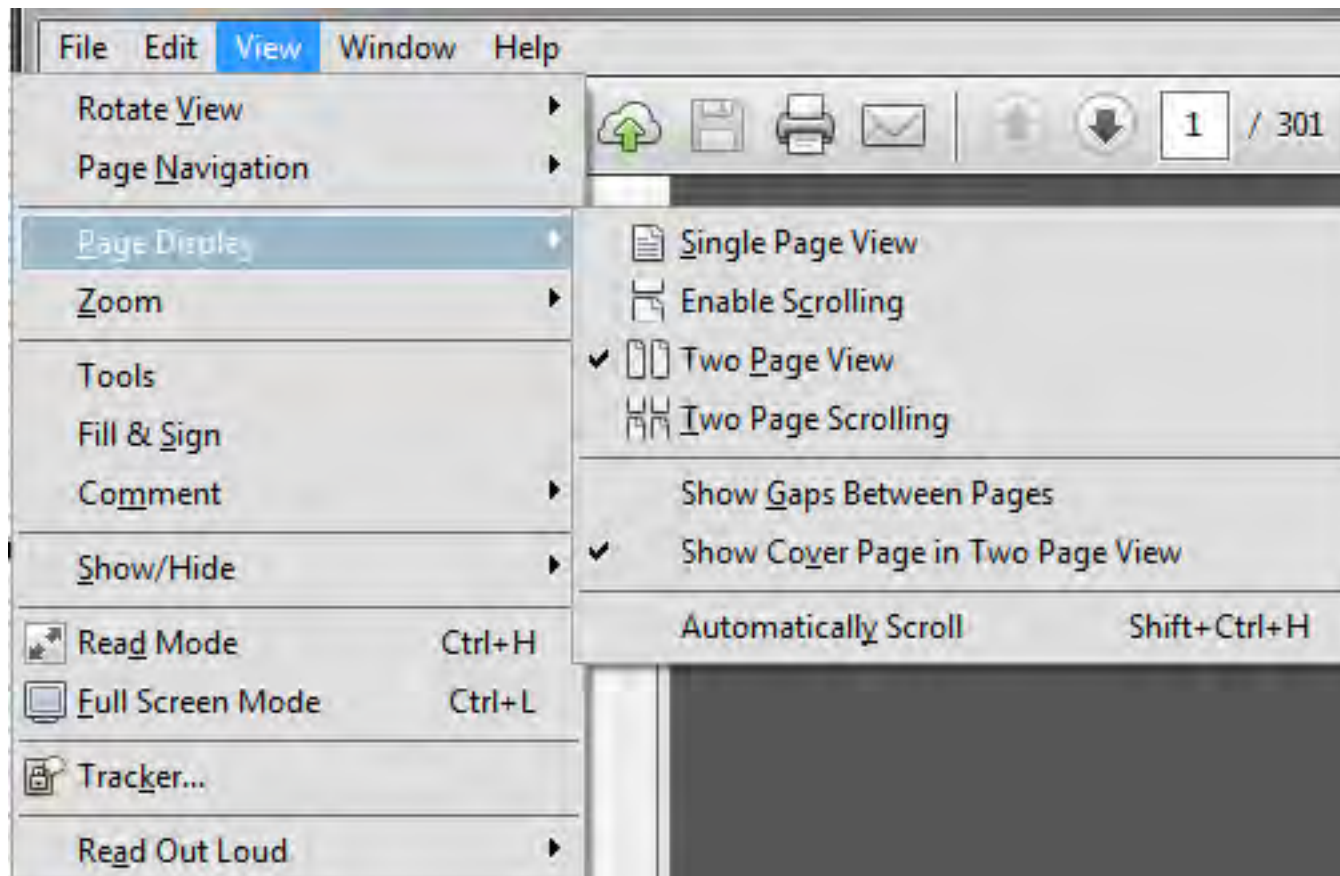 File Edit View Window Help
1 / 301
Rotate View
Page Navigation
Page Display
Zoom
Tools
Fill & Sign
Comment
Show/Hide
Read Mode Ctrl+H
Full Screen Mode Ctrl+L
Tracker...
Read Out Loud
Single Page View
Enable Scrolling
Two Page View
Two Page Scrolling
Show Gaps Between Pages
Show Cover Page in Two Page View
Automatically Scroll Shift+Ctrl+H